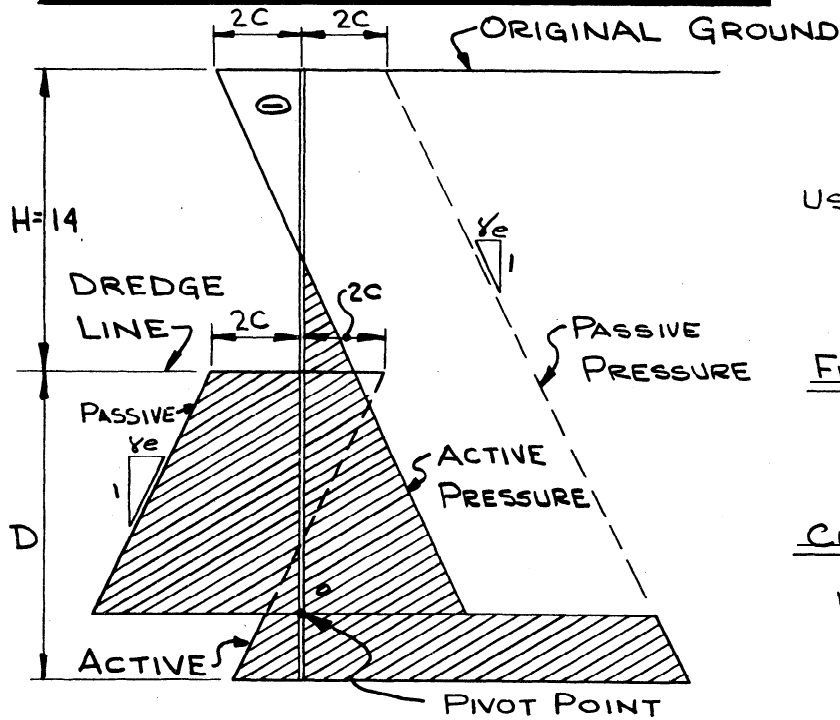 2C 2C
ORIGINAL GROUND
⊖
H=14
γe
1
US
DREDGE
LINE
2C
2C
PASSIVE
PRESSURE
PASSIVE
γe
1
ACTIVE
PRESSURE
D
o
ACTIVE
PIVOT POINT